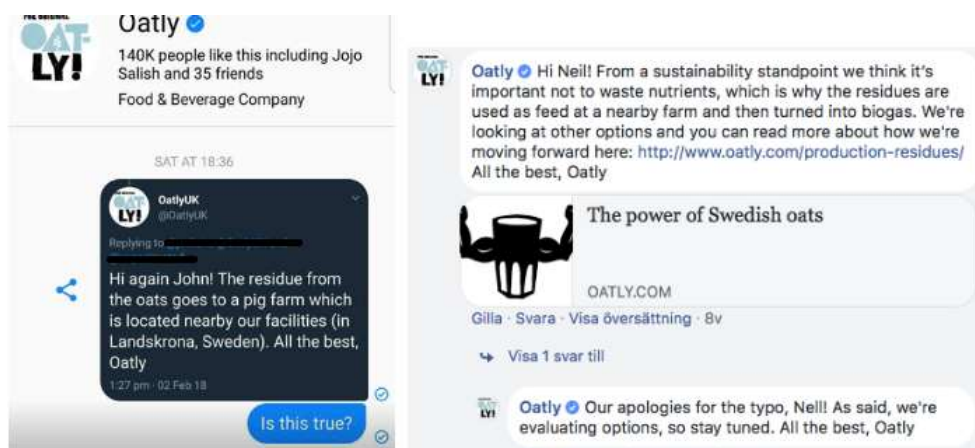 THE ORIGINAL
OAT-
LY!
Oatly
140K people like this including Jojo
Salish and 35 friends
Food & Beverage Company
SAT AT 18:36
OAT
LY!
OatlyUK
@OatlyUK
Replying to
Hi again John! The residue from
the oats goes to a pig farm which
is located nearby our facilities (in
Landskrona, Sweden). All the best,
Oatly
1:27 pm · 02 Feb 18
Is this true?
OAT
LY!
Oatly Hi Neil! From a sustainability standpoint we think it's
important not to waste nutrients, which is why the residues are
used as feed at a nearby farm and then turned into biogas. We're
looking at other options and you can read more about how we're
moving forward here: http://www.oatly.com/production-residues/
All the best, Oatly
The power of Swedish oats
OATLY.COM
Gilla · Svara · Visa översättning · 8v
Visa 1 svar till
LY!
Oatly Our apologies for the typo, Nell! As said, we're
evaluating options, so stay tuned. All the best, Oatly